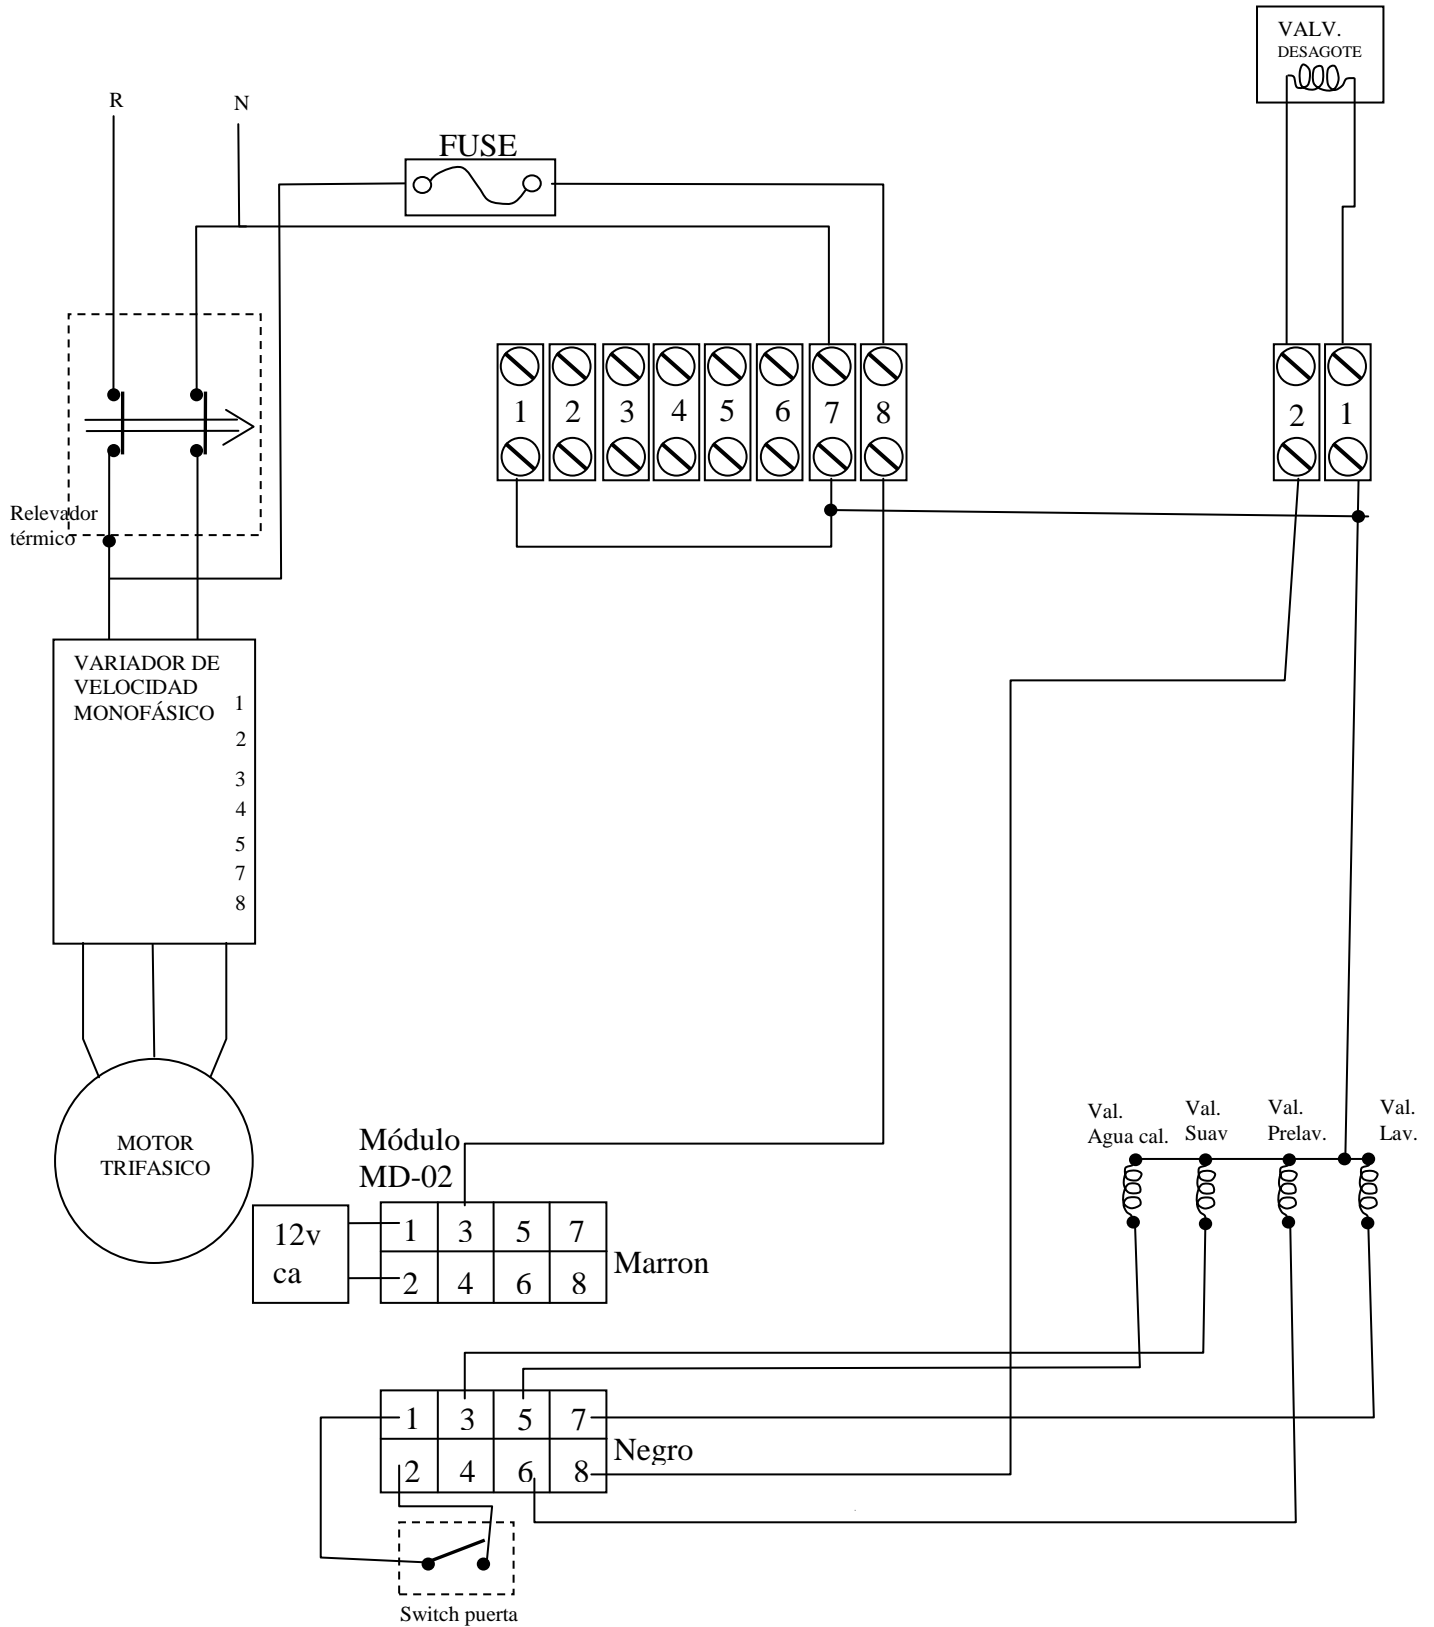 VALV.
DESAGOTE
R
N
FUSE
1 2 3 4 5 6 7 8
2 1
Relevador
térmico
VARIADOR DE
VELOCIDAD
MONOFÁSICO
1
2
3
4
5
7
8
MOTOR
TRIFASICO
Val.
Agua cal.
Val.
Suav
Val.
Prelav.
Val.
Lav.
Módulo
MD-02
12v
ca
1 3 5 7
2 4 6 8
Marron
1 3 5 7
2 4 6 8
Negro
Switch puerta